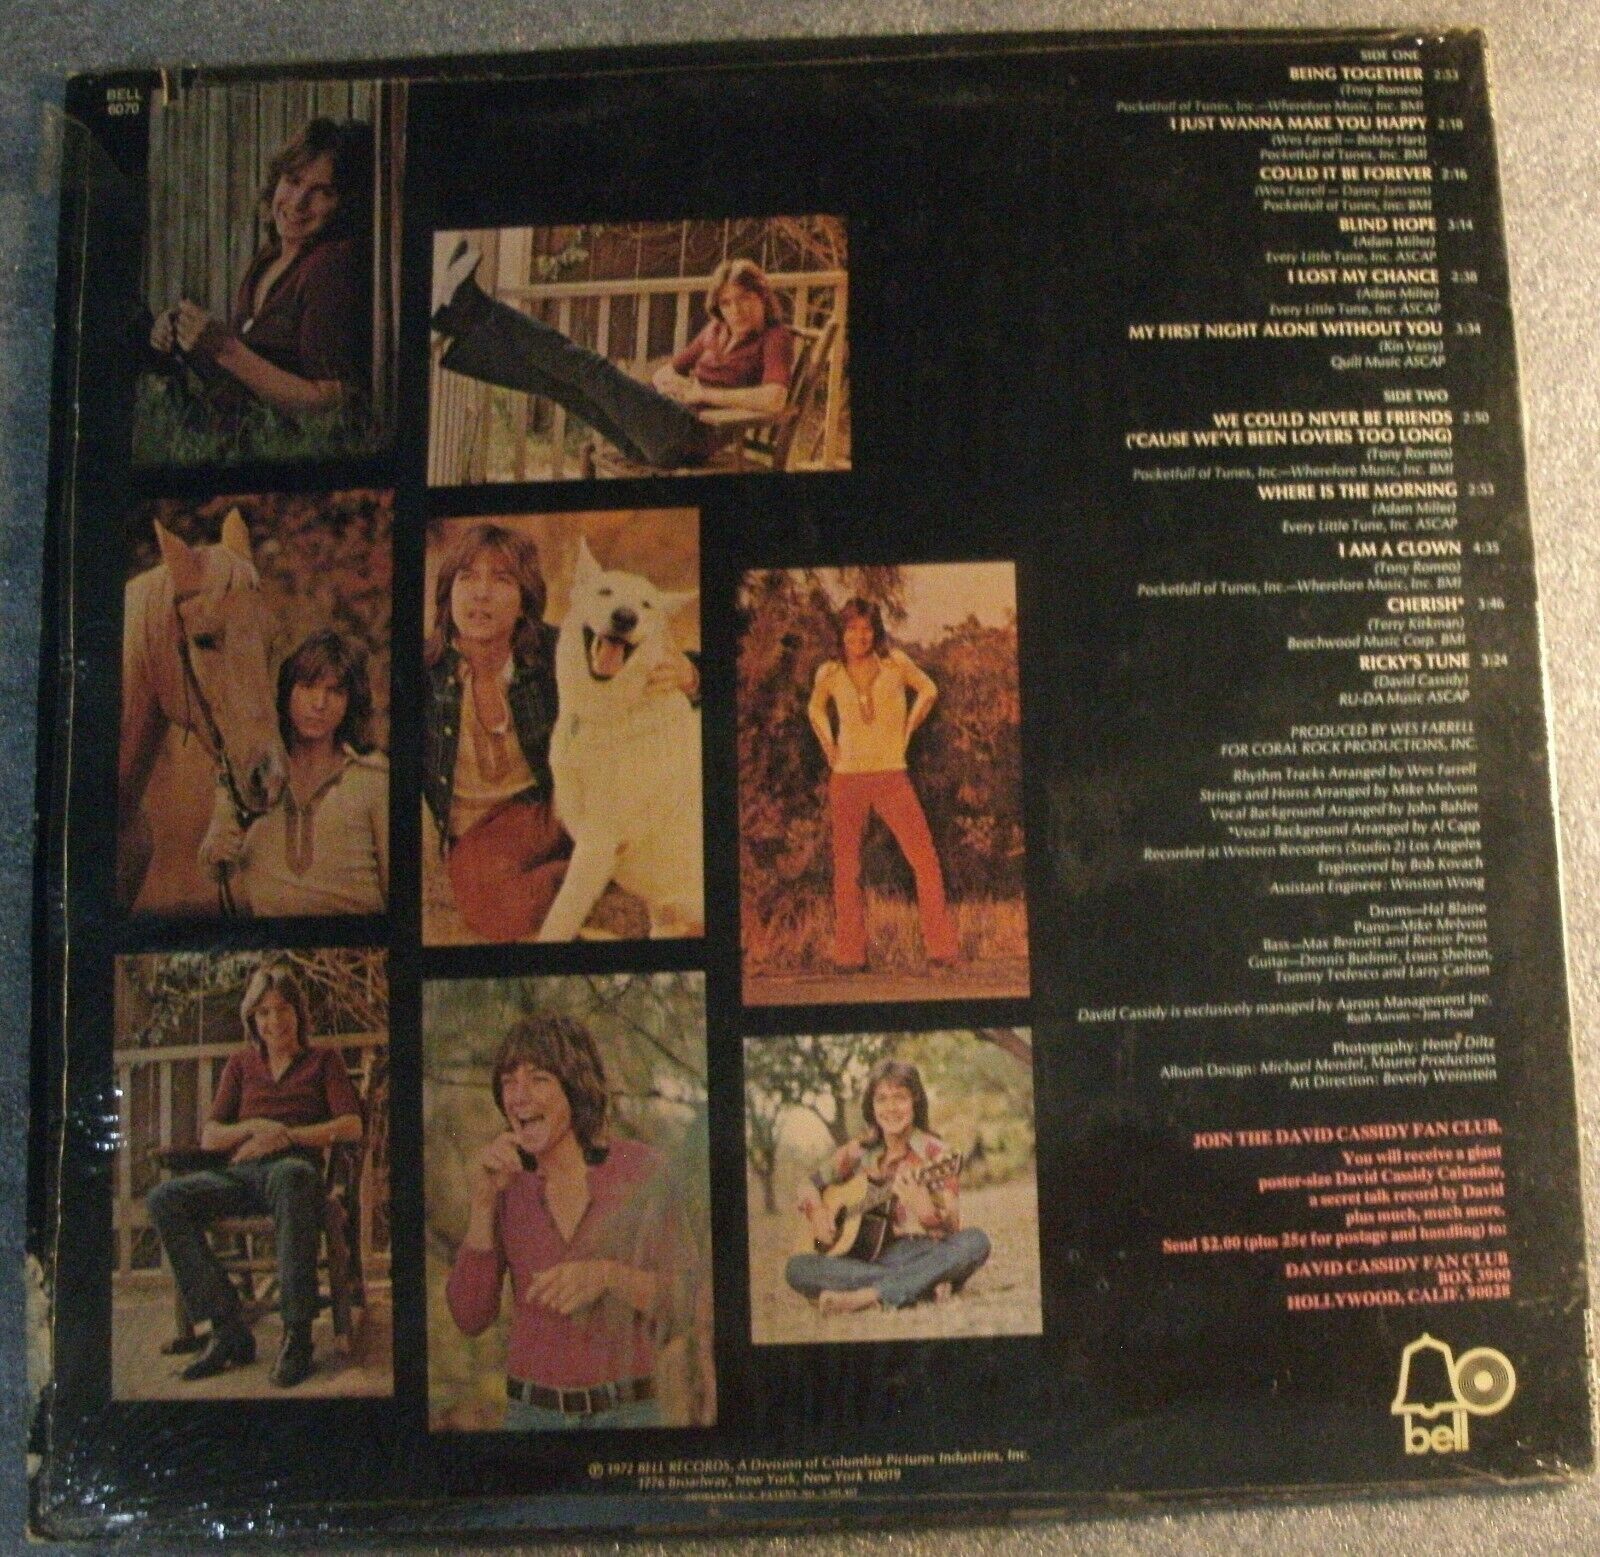 BELL
6070
SIDE ONE
BEING TOGETHER 2:53
(Tony Romeo)
Pocketfull of Tunes, Inc.—Wherefore Music, Inc. BMI
I JUST WANNA MAKE YOU HAPPY 2:18
(Wes Farrell — Bobby Hart)
Pocketfull of Tunes, Inc. BMI
COULD IT BE FOREVER 2:16
(Wes Farrell — Danny Janssen)
Pocketfull of Tunes, Inc. BMI
BLIND HOPE 3:14
(Adam Miller)
Every Little Tune, Inc. ASCAP
I LOST MY CHANCE 2:38
(Adam Miller)
Every Little Tune, Inc. ASCAP
MY FIRST NIGHT ALONE WITHOUT YOU 3:34
(Kin Vassy)
Quill Music ASCAP
SIDE TWO
WE COULD NEVER BE FRIENDS 2:50
('CAUSE WE'VE BEEN LOVERS TOO LONG)
(Tony Romeo)
Pocketfull of Tunes, Inc.—Wherefore Music, Inc. BMI
WHERE IS THE MORNING 2:53
(Adam Miller)
Every Little Tune, Inc. ASCAP
I AM A CLOWN 4:35
(Tony Romeo)
Pocketfull of Tunes, Inc.—Wherefore Music, Inc. BMI
CHERISH* 3:46
(Terry Kirkman)
Beechwood Music Corp. BMI
RICKY'S TUNE 3:24
(David Cassidy)
RU-DA Music ASCAP
PRODUCED BY WES FARRELL
FOR CORAL ROCK PRODUCTIONS, INC.
Rhythm Tracks Arranged by Wes Farrell
Strings and Horns Arranged by Mike Melvoin
Vocal Background Arranged by John Bahler
*Vocal Background Arranged by Al Capp
Recorded at Western Recorders (Studio 2) Los Angeles
Engineered by Bob Kovach
Assistant Engineer: Winston Wong
Drums—Hal Blaine
Piano—Mike Melvoin
Bass—Max Bennett and Reinie Press
Guitar—Dennis Budimir, Louis Shelton,
Tommy Tedesco and Larry Carlton
David Cassidy is exclusively managed by Aarons Management Inc.
Ruth Aarons — Jim Flood
Photography: Henry Diltz
Album Design: Michael Mendel, Maurer Productions
Art Direction: Beverly Weinstein
JOIN THE DAVID CASSIDY FAN CLUB.
You will receive a giant
poster-size David Cassidy Calendar,
a secret talk record by David
plus much, much more.
Send $2.00 (plus 25¢ for postage and handling) to:
DAVID CASSIDY FAN CLUB
BOX 3900
HOLLYWOOD, CALIF. 90028
bell
Ⓟ 1972 BELL RECORDS, A Division of Columbia Pictures Industries, Inc.
1776 Broadway, New York, New York 10019